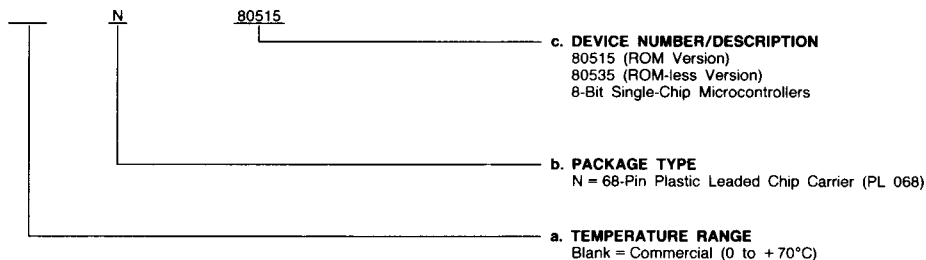 N 80515
c. DEVICE NUMBER/DESCRIPTION
80515 (ROM Version)
80535 (ROM-less Version)
8-Bit Single-Chip Microcontrollers
b. PACKAGE TYPE
N = 68-Pin Plastic Leaded Chip Carrier (PL 068)
a. TEMPERATURE RANGE
Blank = Commercial (0 to + 70°C)